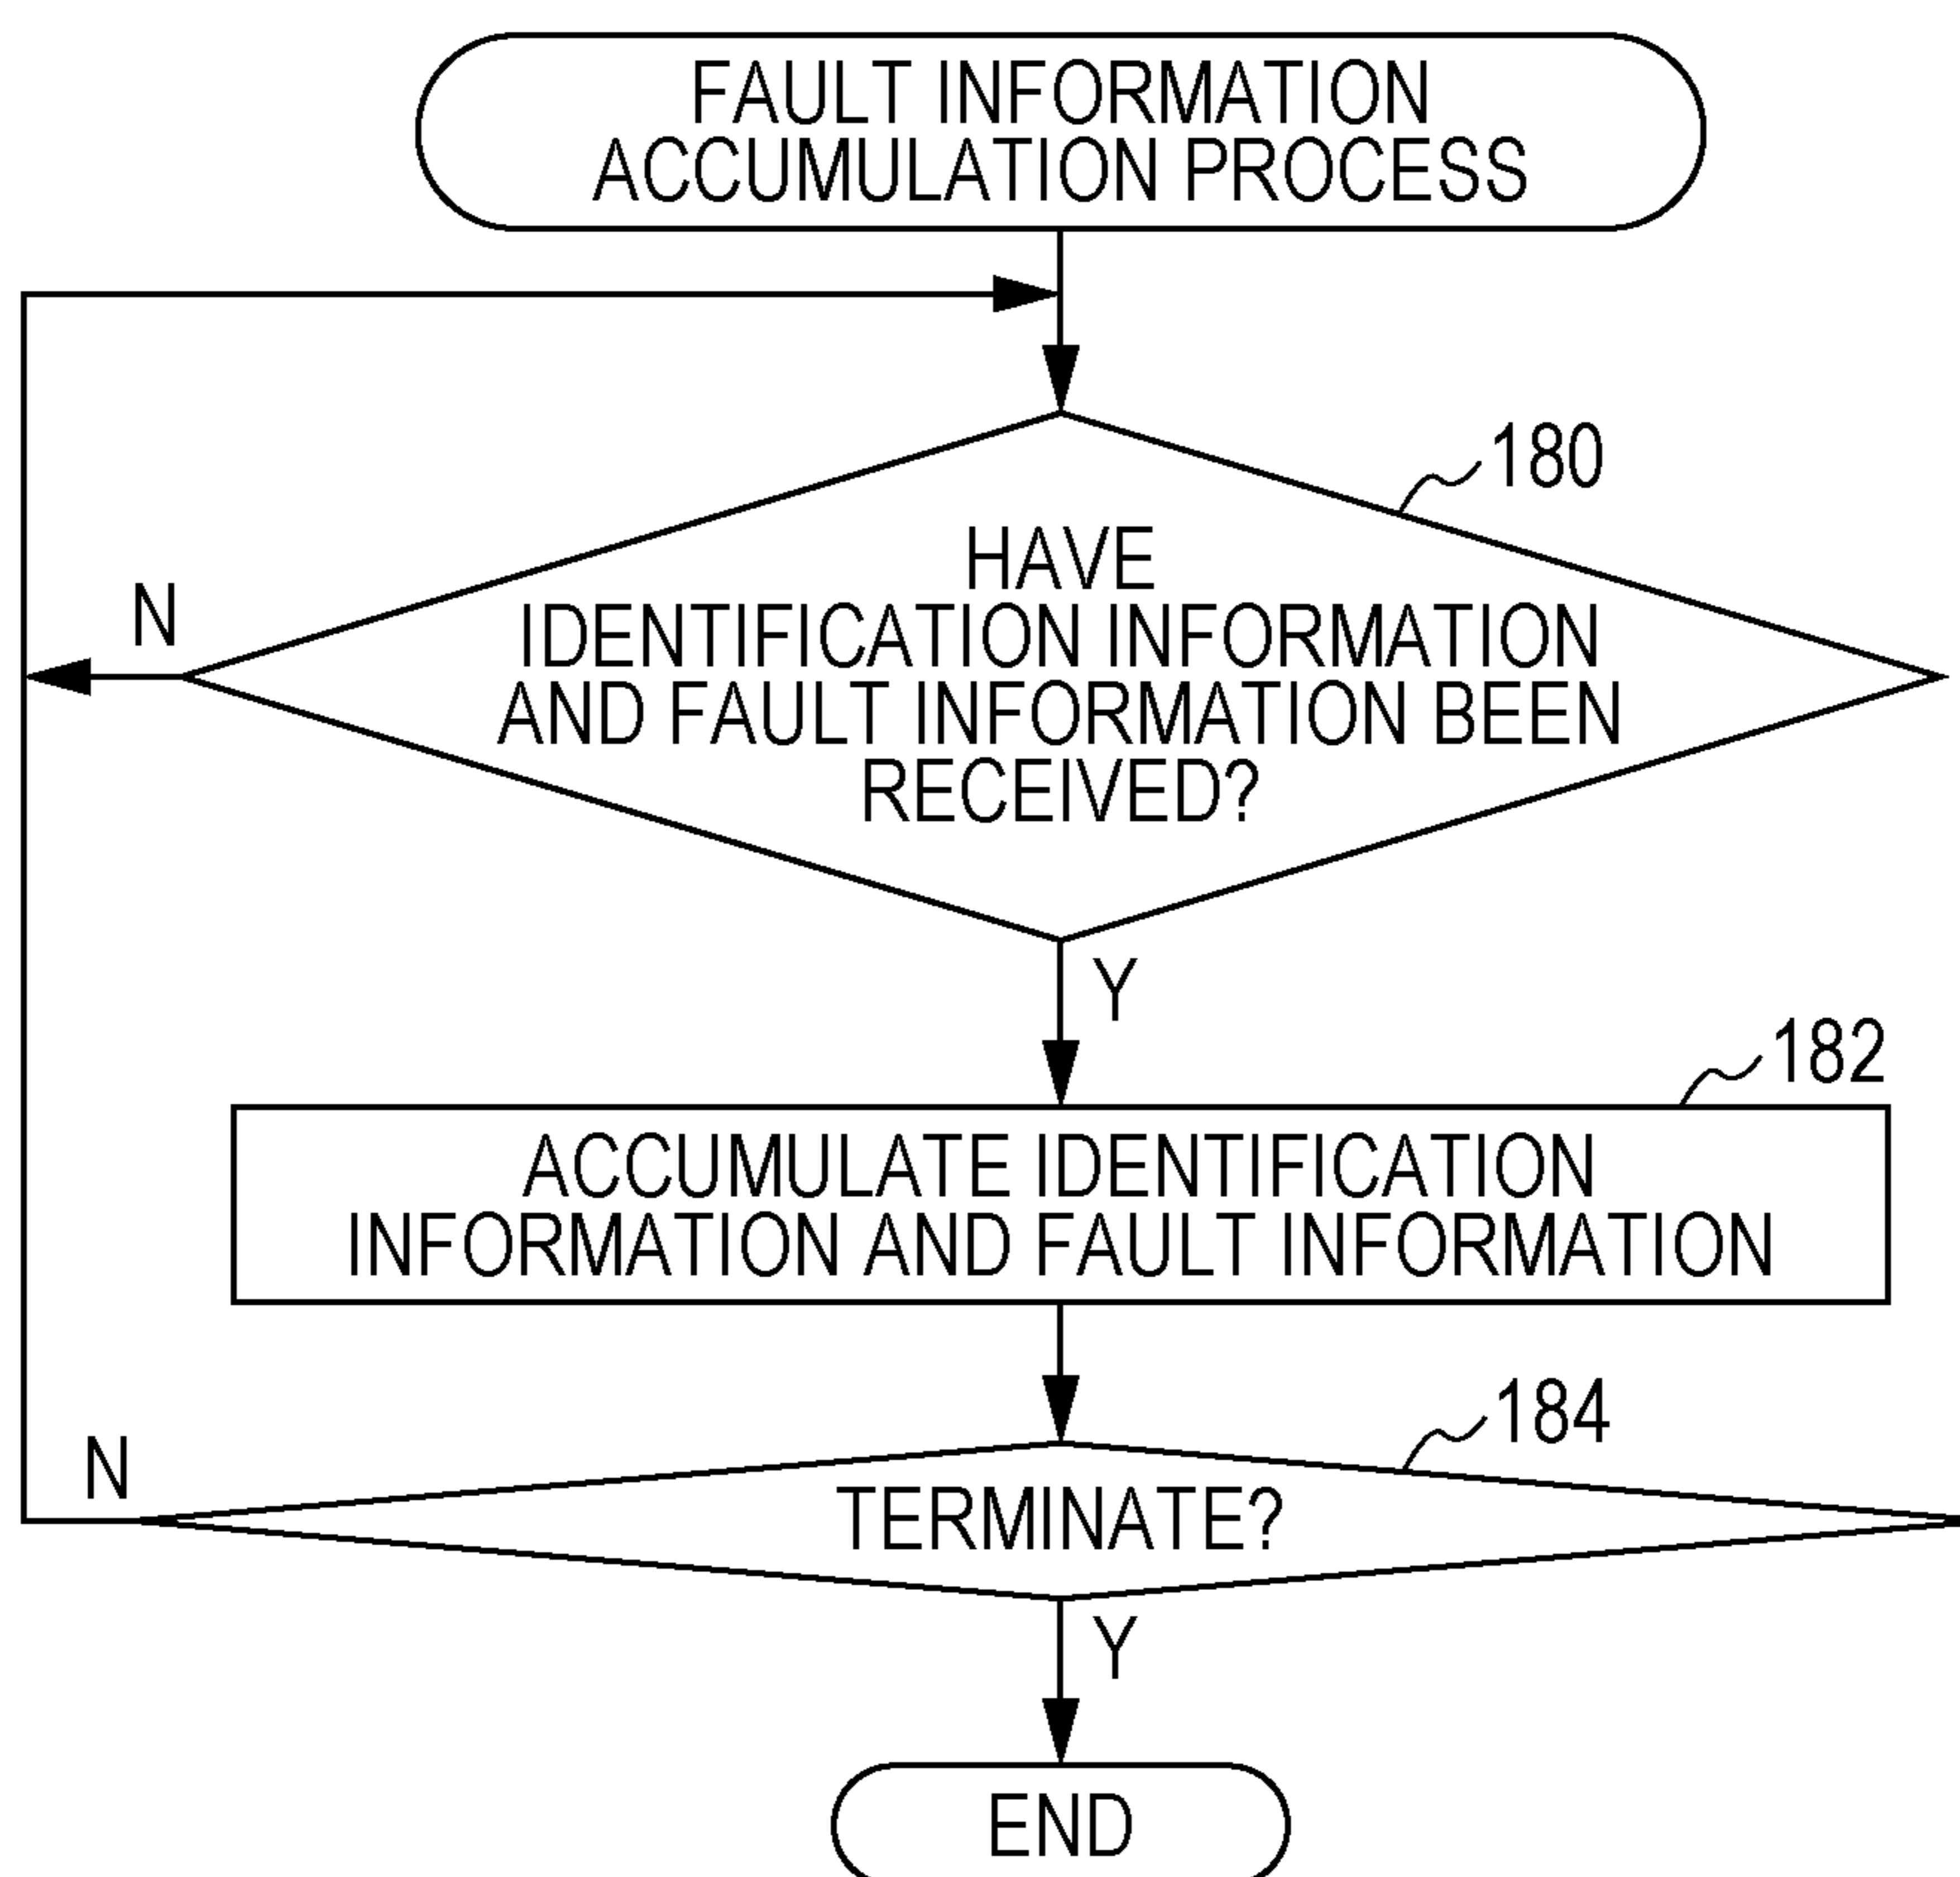 FAULT INFORMATION
ACCUMULATION PROCESS
180
HAVE
IDENTIFICATION INFORMATION
AND FAULT INFORMATION BEEN
RECEIVED?
N
Y
182
ACCUMULATE IDENTIFICATION
INFORMATION AND FAULT INFORMATION
184
N
TERMINATE?
Y
END